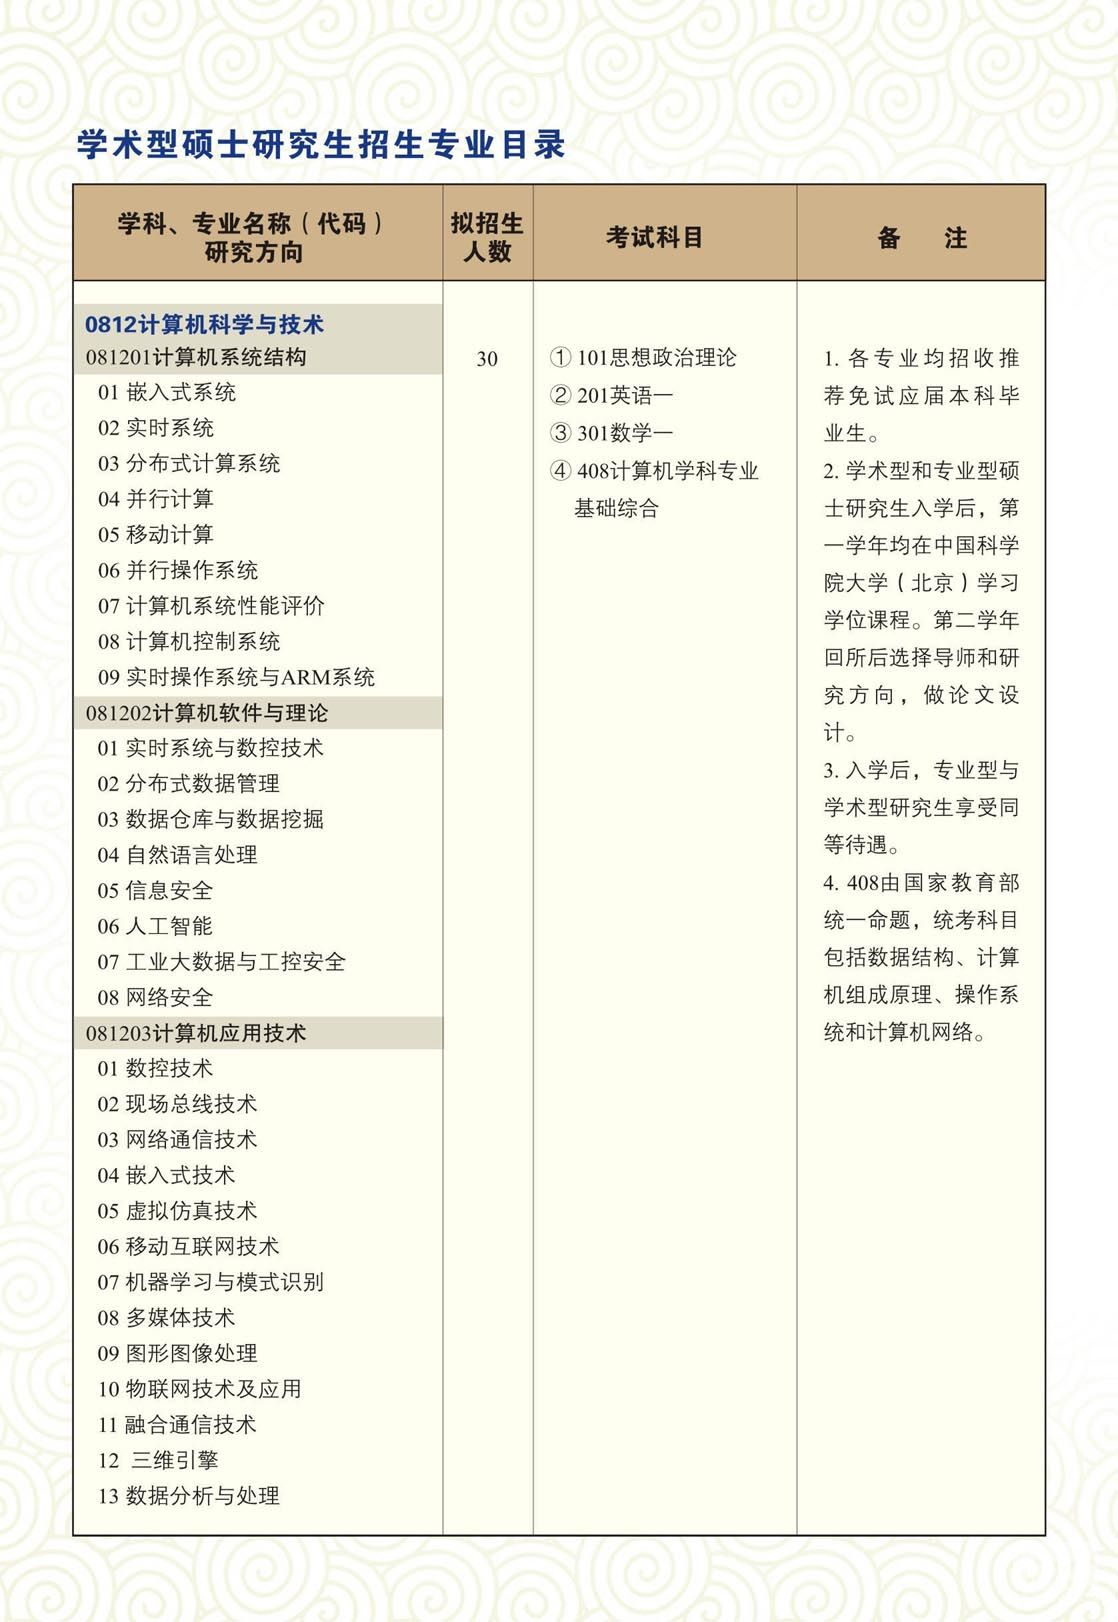 学术型硕士研究生招生专业目录
学科、专业名称（代码）
研究方向
拟招生
人数
考试科目
备 注
0812计算机科学与技术
081201计算机系统结构
01 嵌入式系统
02 实时系统
03 分布式计算系统
04 并行计算
05 移动计算
06 并行操作系统
07 计算机系统性能评价
08 计算机控制系统
09 实时操作系统与ARM系统
081202计算机软件与理论
01 实时系统与数控技术
02 分布式数据管理
03 数据仓库与数据挖掘
04 自然语言处理
05 信息安全
06 人工智能
07 工业大数据与工控安全
08 网络安全
081203计算机应用技术
01 数控技术
02 现场总线技术
03 网络通信技术
04 嵌入式技术
05 虚拟仿真技术
06 移动互联网技术
07 机器学习与模式识别
08 多媒体技术
09 图形图像处理
10 物联网技术及应用
11 融合通信技术
12 三维引擎
13 数据分析与处理
30
① 101思想政治理论
② 201英语一
③ 301数学一
④ 408计算机学科专业
基础综合
1. 各专业均招收推
荐免试应届本科毕
业生。
2. 学术型和专业型硕
士研究生入学后，第
一学年均在中国科学
院大学（北京）学习
学位课程。第二学年
回所后选择导师和研
究方向，做论文设
计。
3. 入学后，专业型与
学术型研究生享受同
等待遇。
4. 408由国家教育部
统一命题，统考科目
包括数据结构、计算
机组成原理、操作系
统和计算机网络。